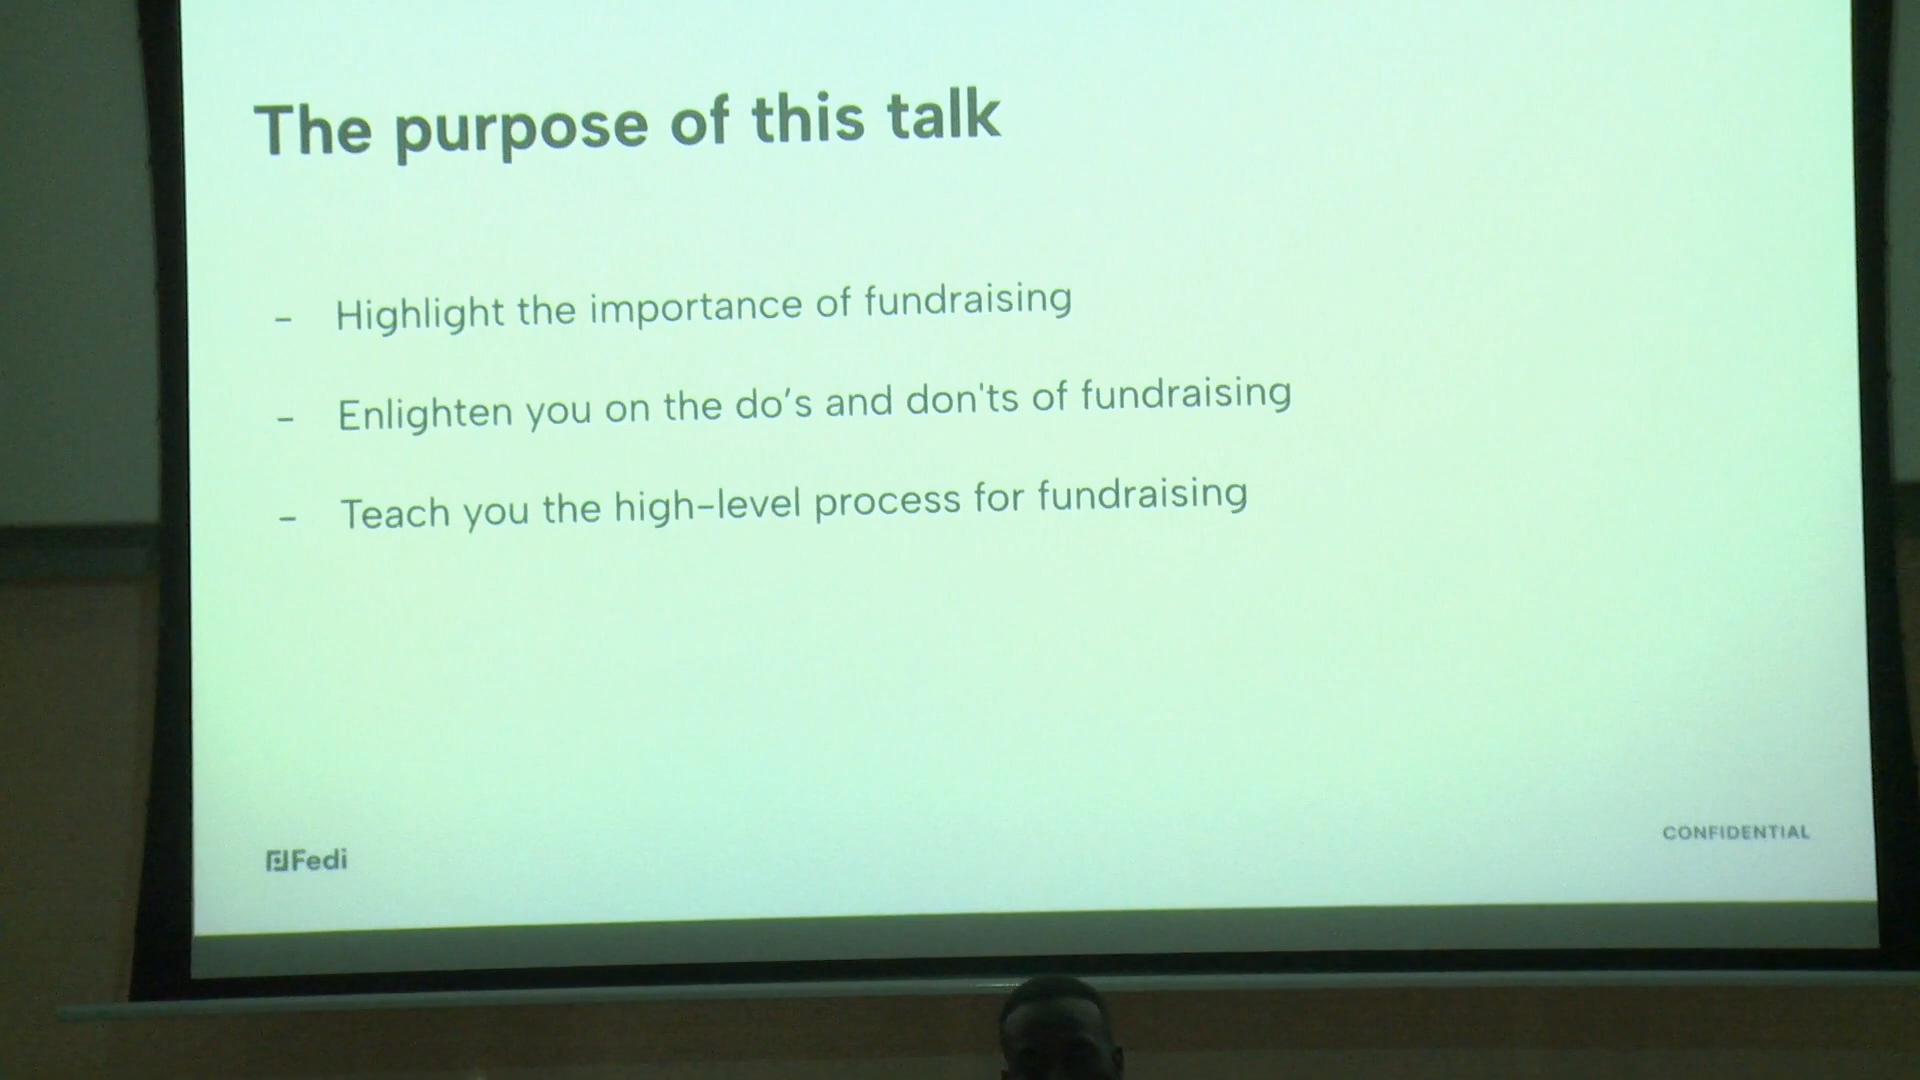 The purpose of this talk
- Highlight the importance of fundraising
- Enlighten you on the do’s and don'ts of fundraising
- Teach you the high-level process for fundraising
Fedi
CONFIDENTIAL